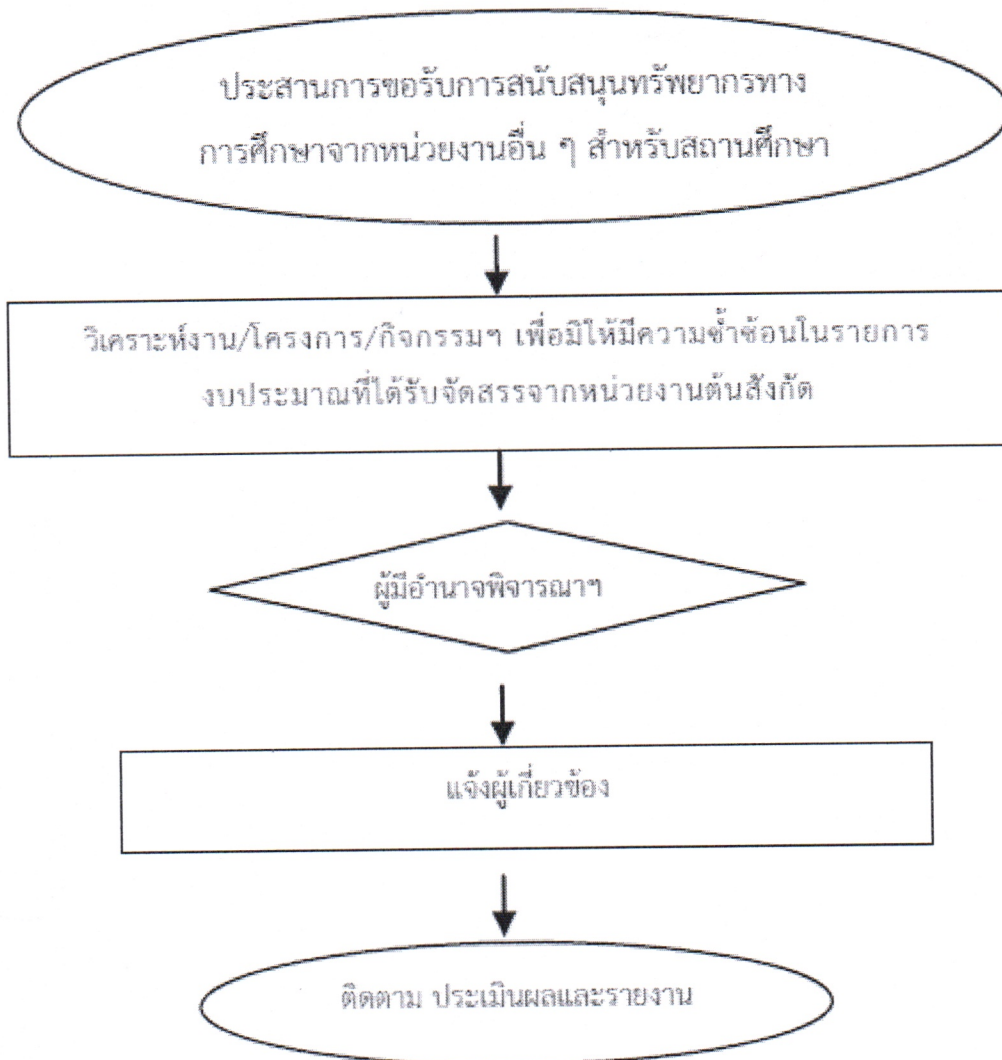 ประสานการขอรับการสนับสนุนทรัพยากรทาง
การศึกษาจากหน่วยงานอื่น ๆ สำหรับสถานศึกษา
วิเคราะห์งาน/โครงการ/กิจกรรมฯ เพื่อมิให้มีความซ้ำซ้อนในรายการ
งบประมาณที่ได้รับจัดสรรจากหน่วยงานต้นสังกัด
ผู้มีอำนาจพิจารณาฯ
แจ้งผู้เกี่ยวข้อง
ติดตาม ประเมินผลและรายงาน